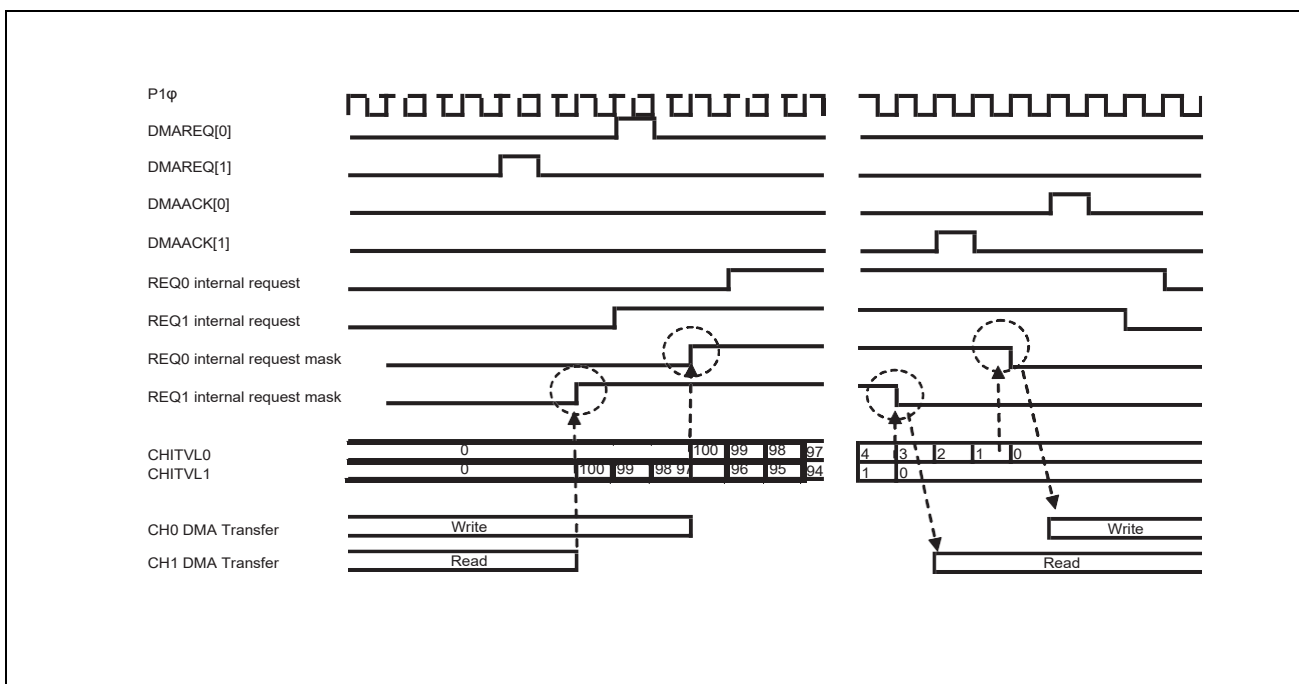 P1φ
DMAREQ[0]
DMAREQ[1]
DMAACK[0]
DMAACK[1]
REQ0 internal request
REQ1 internal request
REQ0 internal request mask
REQ1 internal request mask
CHITVL0 0 100 99 98 97 4 3 2 1 0
CHITVL1 0 100 99 98 97 96 95 94 1 0
CH0 DMA Transfer Write Write
CH1 DMA Transfer Read Read